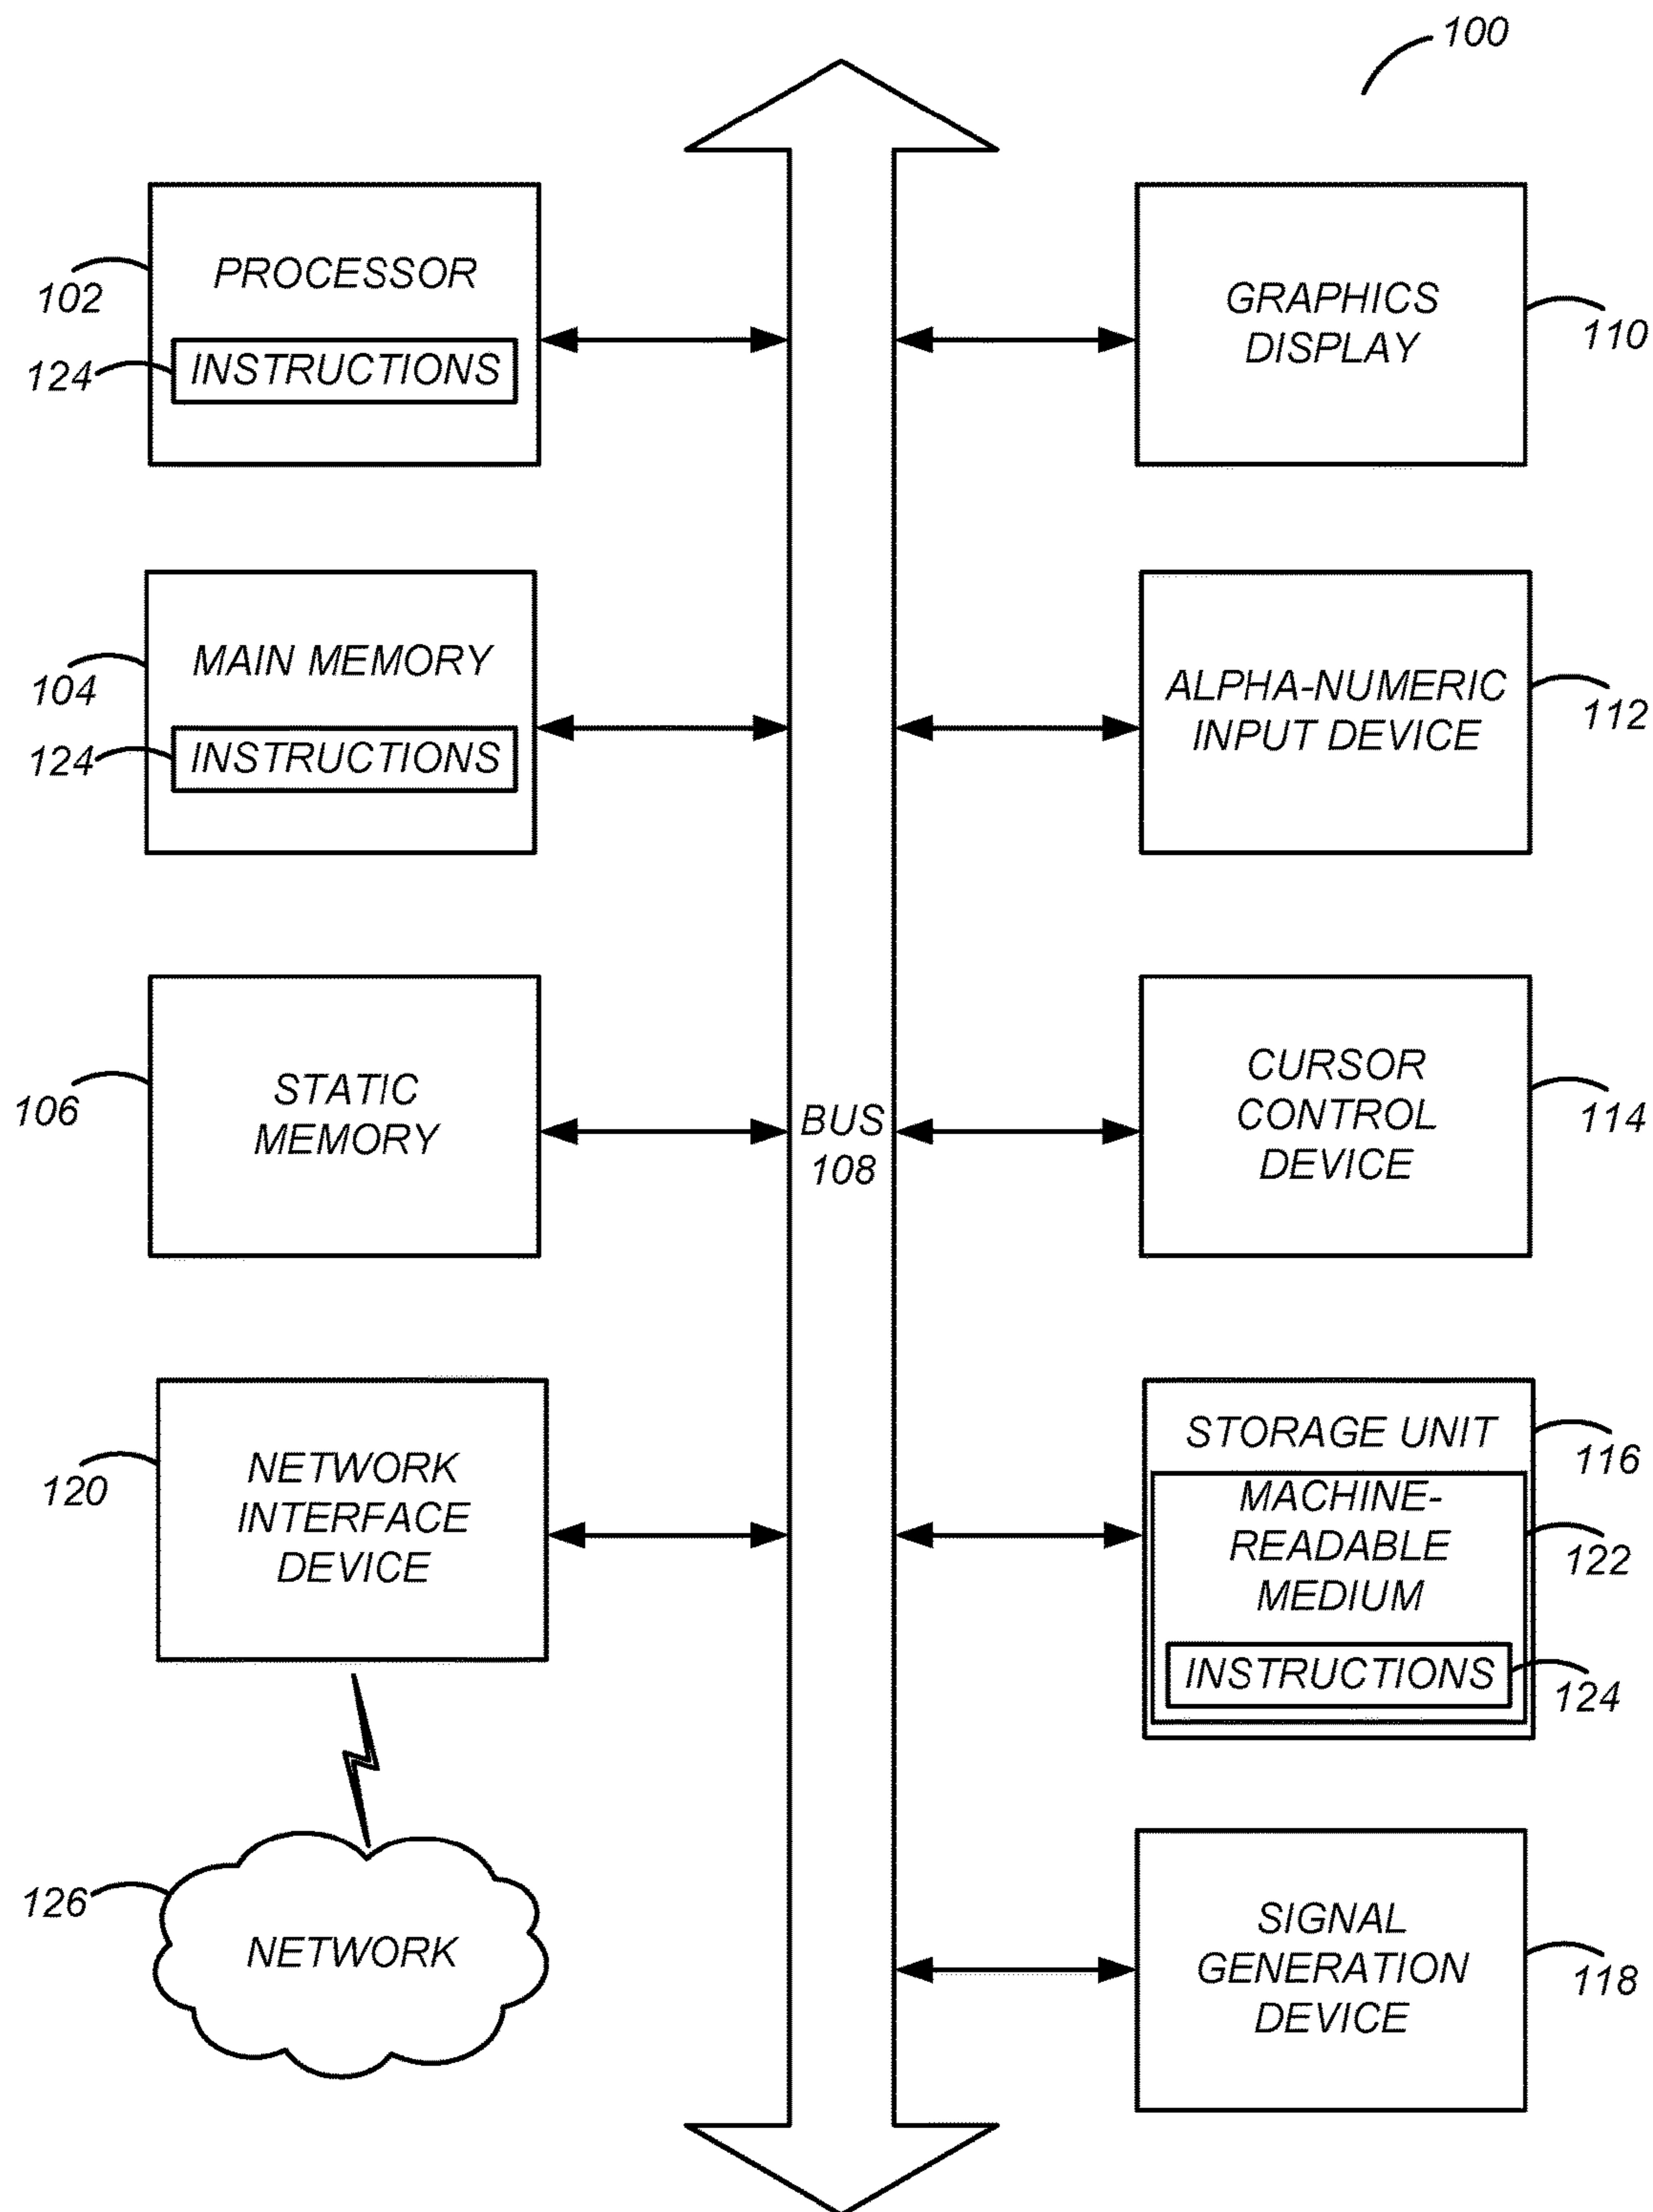 100
PROCESSOR
102
INSTRUCTIONS
124
GRAPHICS
DISPLAY
110
MAIN MEMORY
104
INSTRUCTIONS
124
ALPHA-NUMERIC
INPUT DEVICE
112
STATIC
MEMORY
106
BUS
108
CURSOR
CONTROL
DEVICE
114
NETWORK
INTERFACE
DEVICE
120
STORAGE UNIT
116
MACHINE-
READABLE
MEDIUM
122
INSTRUCTIONS
124
126
NETWORK
SIGNAL
GENERATION
DEVICE
118